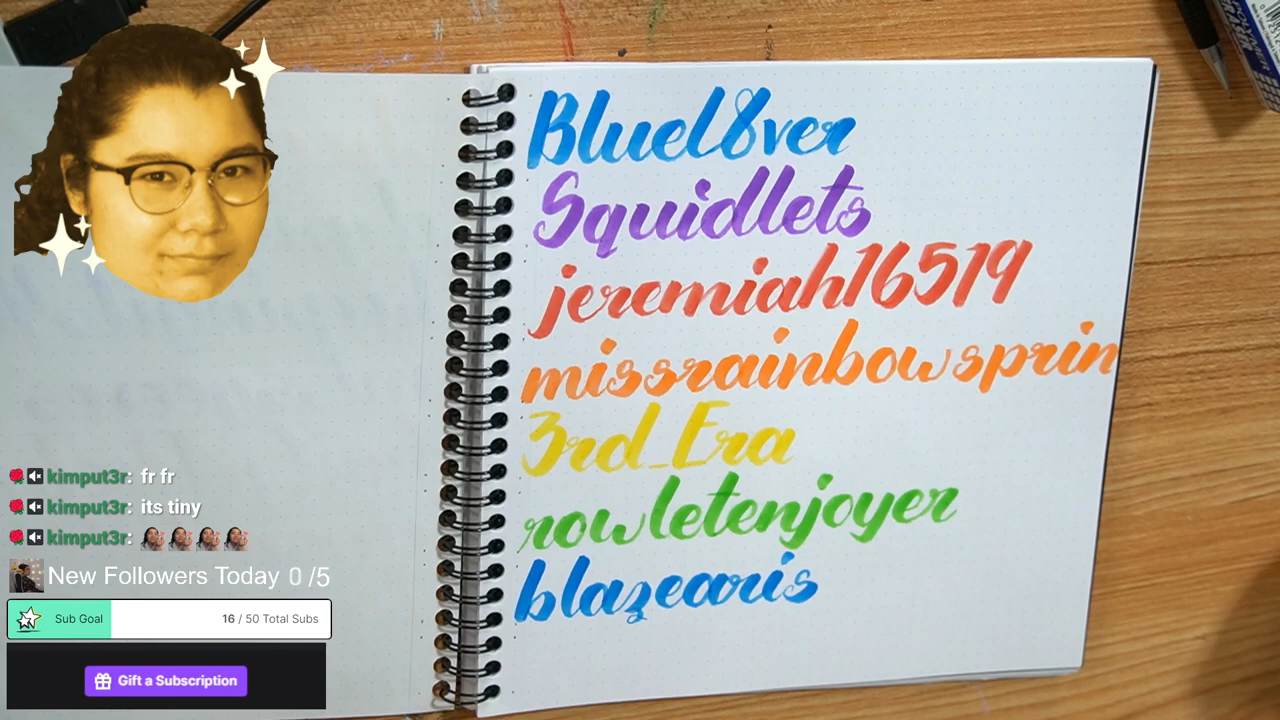 Bluel8ver
Squidlets
jeremiah16519
missrainbowsprin
3rd_Era
rowletenjoyer
blazeovis
kimput3r: fr fr
kimput3r: its tiny
kimput3r:
New Followers Today 0 /5
Sub Goal 16 / 50 Total Subs
Gift a Subscription